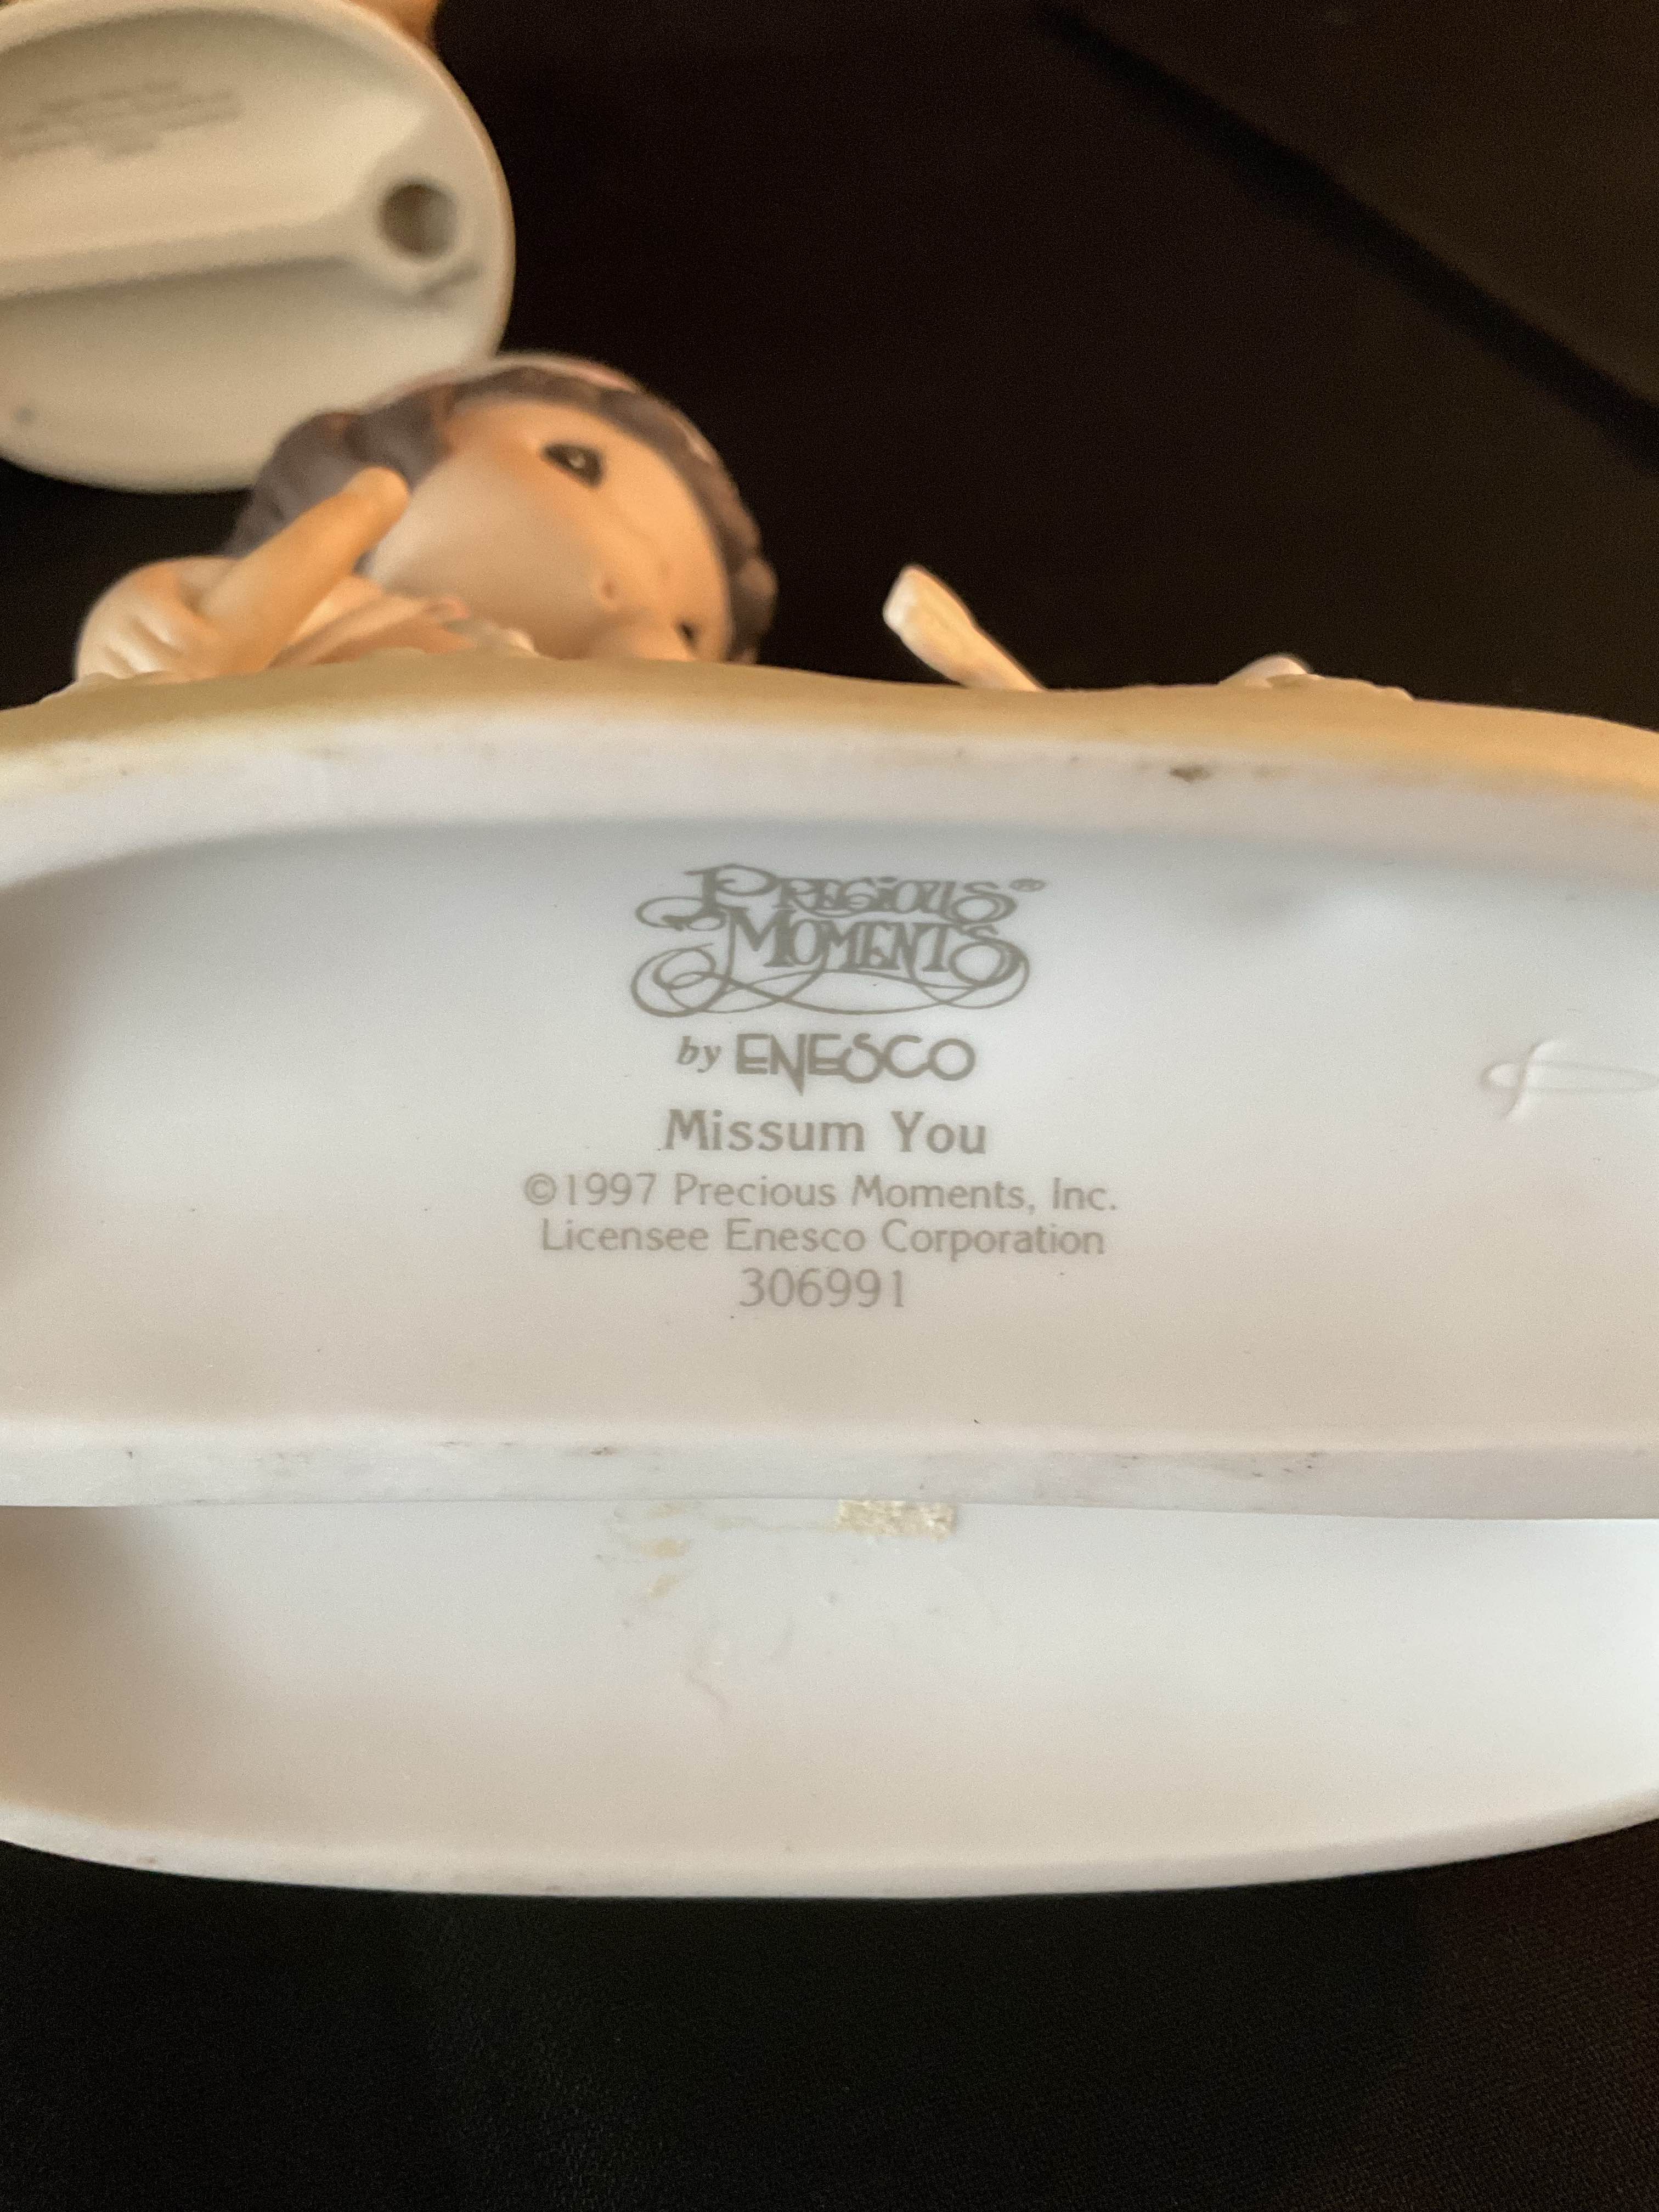 PRECIOUS®
MOMENTS
by ENESCO
Missum You
©1997 Precious Moments, Inc.
Licensee Enesco Corporation
306991